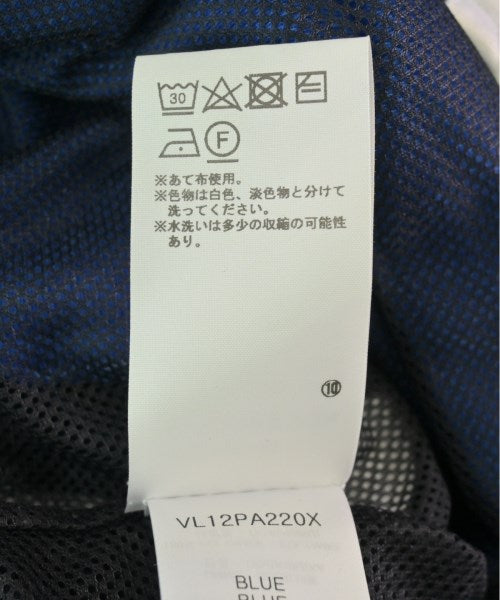 30
F
※あて布使用。
※色物は白色、淡色物と分けて
洗ってください。
※水洗いは多少の収縮の可能性
あり。
⑩
VL12PA220X
BLUE
BLUE